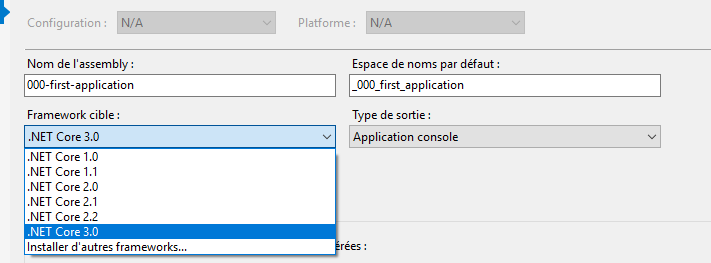 Configuration : N/A Plateforme : N/A
Nom de l'assembly : Espace de noms par défaut :
000-first-application _000_first_application
Framework cible : Type de sortie :
.NET Core 3.0 Application console
.NET Core 1.0
.NET Core 1.1
.NET Core 2.0
.NET Core 2.1
.NET Core 2.2
.NET Core 3.0
Installer d'autres frameworks... érées :